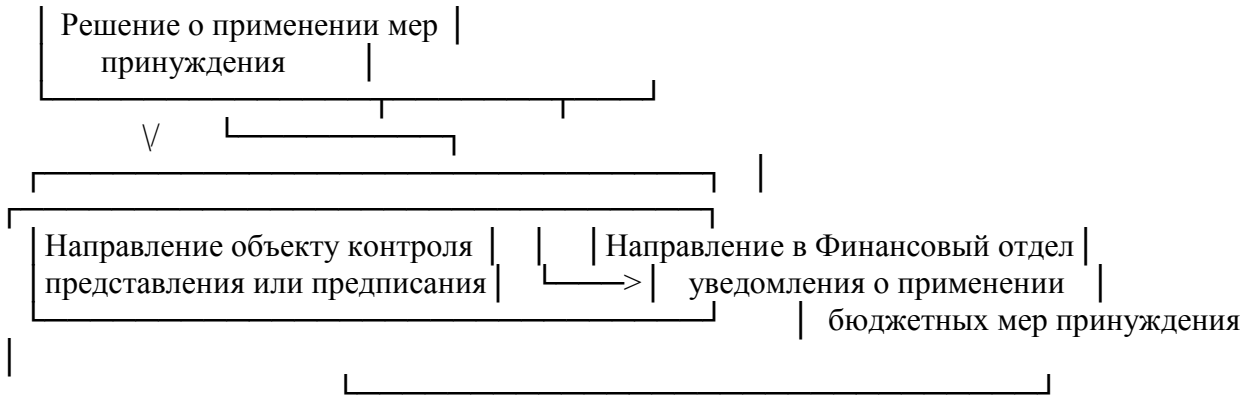 Решение о применении мер
принуждения
Направление объекту контроля Направление в Финансовый отдел
представления или предписания уведомления о применении
бюджетных мер принуждения